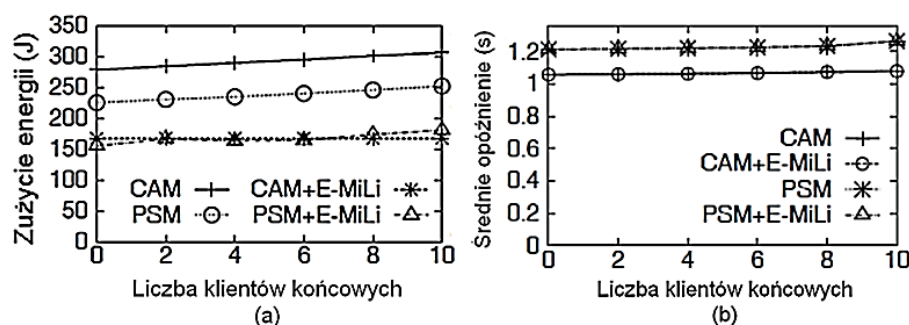 Zużycie energii (J)
350
300
250
200
150
100
50
0
CAM
CAM+E-MiLi
PSM
PSM+E-MiLi
0 2 4 6 8 10
Liczba klientów końcowych
(a)
Średnie opóźnienie (s)
1.2
1
0.8
0.6
0.4
0.2
0
CAM
CAM+E-MiLi
PSM
PSM+E-MiLi
0 2 4 6 8 10
Liczba klientów końcowych
(b)